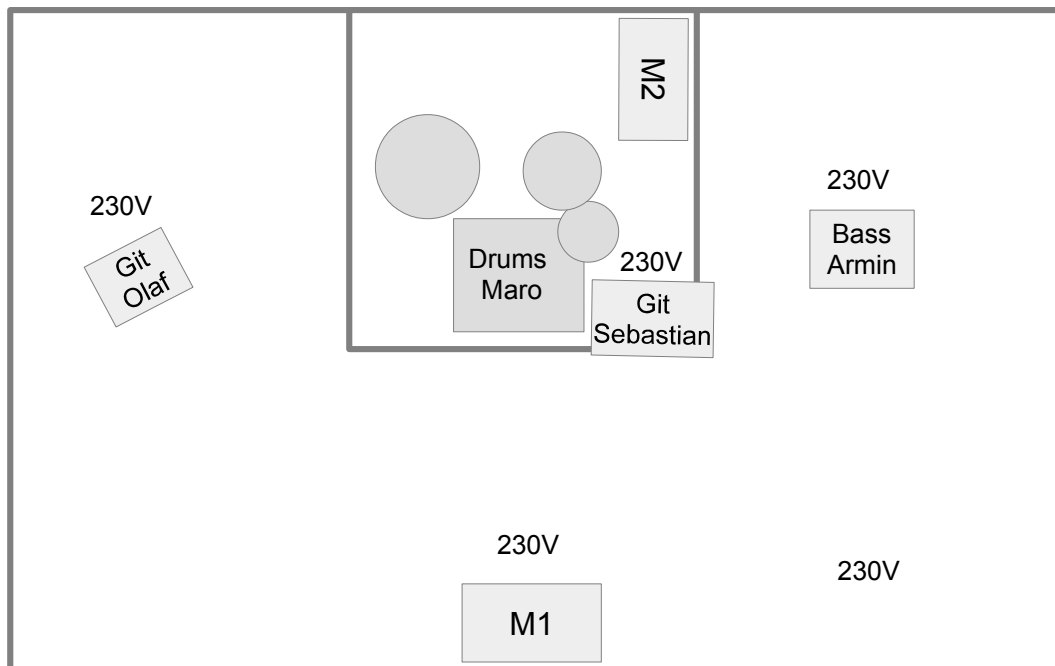 M2
230V
230V
Git
Olaf
Drums
Maro
230V
Git
Sebastian
Bass
Armin
230V
M1
230V